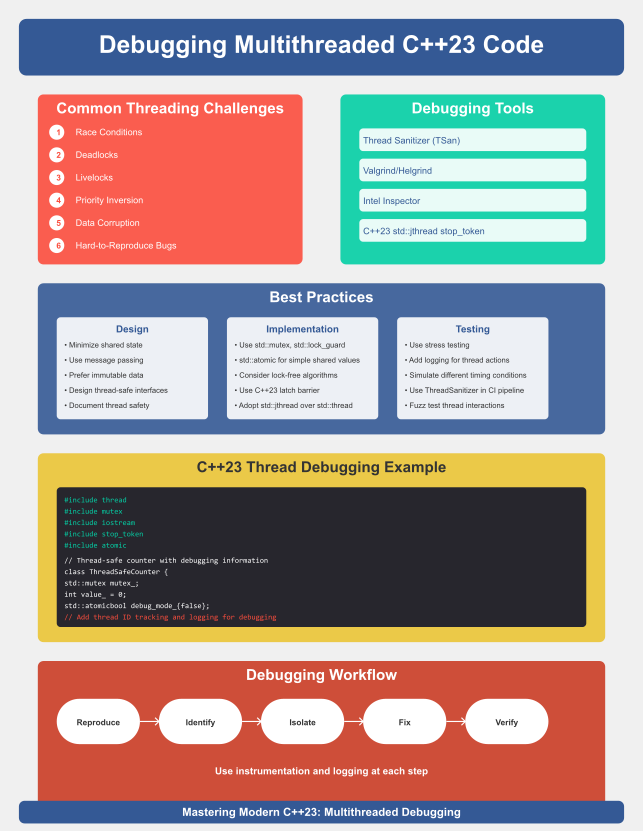 Debugging Multithreaded C++23 Code
Common Threading Challenges
1 Race Conditions
2 Deadlocks
3 Livelocks
4 Priority Inversion
5 Data Corruption
6 Hard-to-Reproduce Bugs
Debugging Tools
Thread Sanitizer (TSan)
Valgrind/Helgrind
Intel Inspector
C++23 std::jthread stop_token
Best Practices
Design
• Minimize shared state
• Use message passing
• Prefer immutable data
• Design thread-safe interfaces
• Document thread safety
Implementation
• Use std::mutex, std::lock_guard
• std::atomic for simple shared values
• Consider lock-free algorithms
• Use C++23 latch barrier
• Adopt std::jthread over std::thread
Testing
• Use stress testing
• Add logging for thread actions
• Simulate different timing conditions
• Use ThreadSanitizer in CI pipeline
• Fuzz test thread interactions
C++23 Thread Debugging Example
#include thread
#include mutex
#include iostream
#include stop_token
#include atomic
// Thread-safe counter with debugging information
class ThreadSafeCounter {
std::mutex mutex_;
int value_ = 0;
std::atomicbool debug_mode_{false};
// Add thread ID tracking and logging for debugging
Debugging Workflow
Reproduce
Identify
Isolate
Fix
Verify
Use instrumentation and logging at each step
Mastering Modern C++23: Multithreaded Debugging